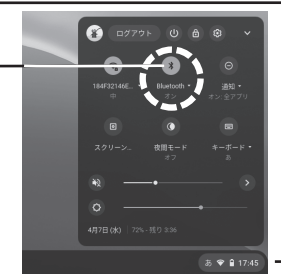 ログアウト
184F32146E...
中
Bluetooth
オン
通知
オン: 全アプリ
スクリーン...
夜間モード
オフ
キーボード
あ
4月7日 (水) 72% - 残り 3:36
あ 17:45